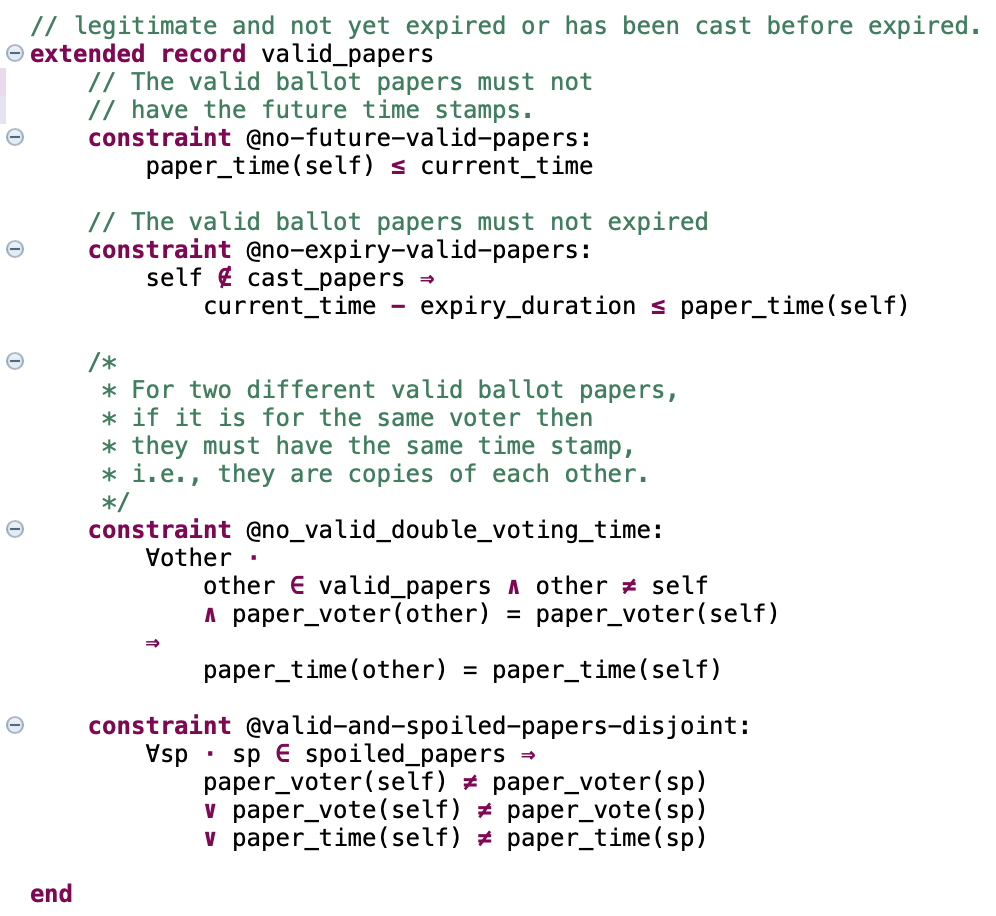 // legitimate and not yet expired or has been cast before expired.
extended record valid_papers
// The valid ballot papers must not
// have the future time stamps.
constraint @no-future-valid-papers:
paper_time(self) ≤ current_time
// The valid ballot papers must not expired
constraint @no-expiry-valid-papers:
self ∉ cast_papers ⇒
current_time − expiry_duration ≤ paper_time(self)
/*
* For two different valid ballot papers,
* if it is for the same voter then
* they must have the same time stamp,
* i.e., they are copies of each other.
*/
constraint @no_valid_double_voting_time:
∀other ·
other ∈ valid_papers ∧ other ≠ self
∧ paper_voter(other) = paper_voter(self)
⇒
paper_time(other) = paper_time(self)
constraint @valid-and-spoiled-papers-disjoint:
∀sp · sp ∈ spoiled_papers ⇒
paper_voter(self) ≠ paper_voter(sp)
∨ paper_vote(self) ≠ paper_vote(sp)
∨ paper_time(self) ≠ paper_time(sp)
end